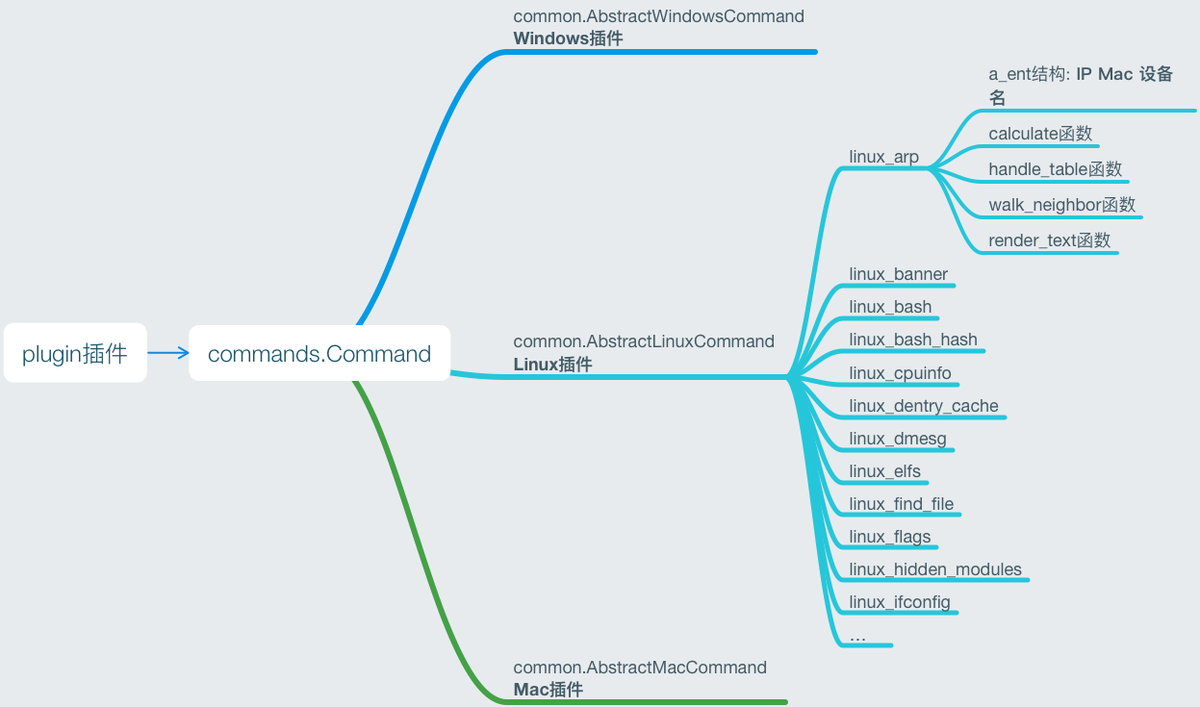 common.AbstractWindowsCommand
Windows插件
a_ent结构: IP Mac 设备
名
calculate函数
linux_arp
handle_table函数
walk_neighbor函数
render_text函数
linux_banner
linux_bash
linux_bash_hash
plugin插件
commands.Command
common.AbstractLinuxCommand
Linux插件
linux_cpuinfo
linux_dentry_cache
linux_dmesg
linux_elfs
linux_find_file
linux_flags
linux_hidden_modules
linux_ifconfig
...
common.AbstractMacCommand
Mac插件